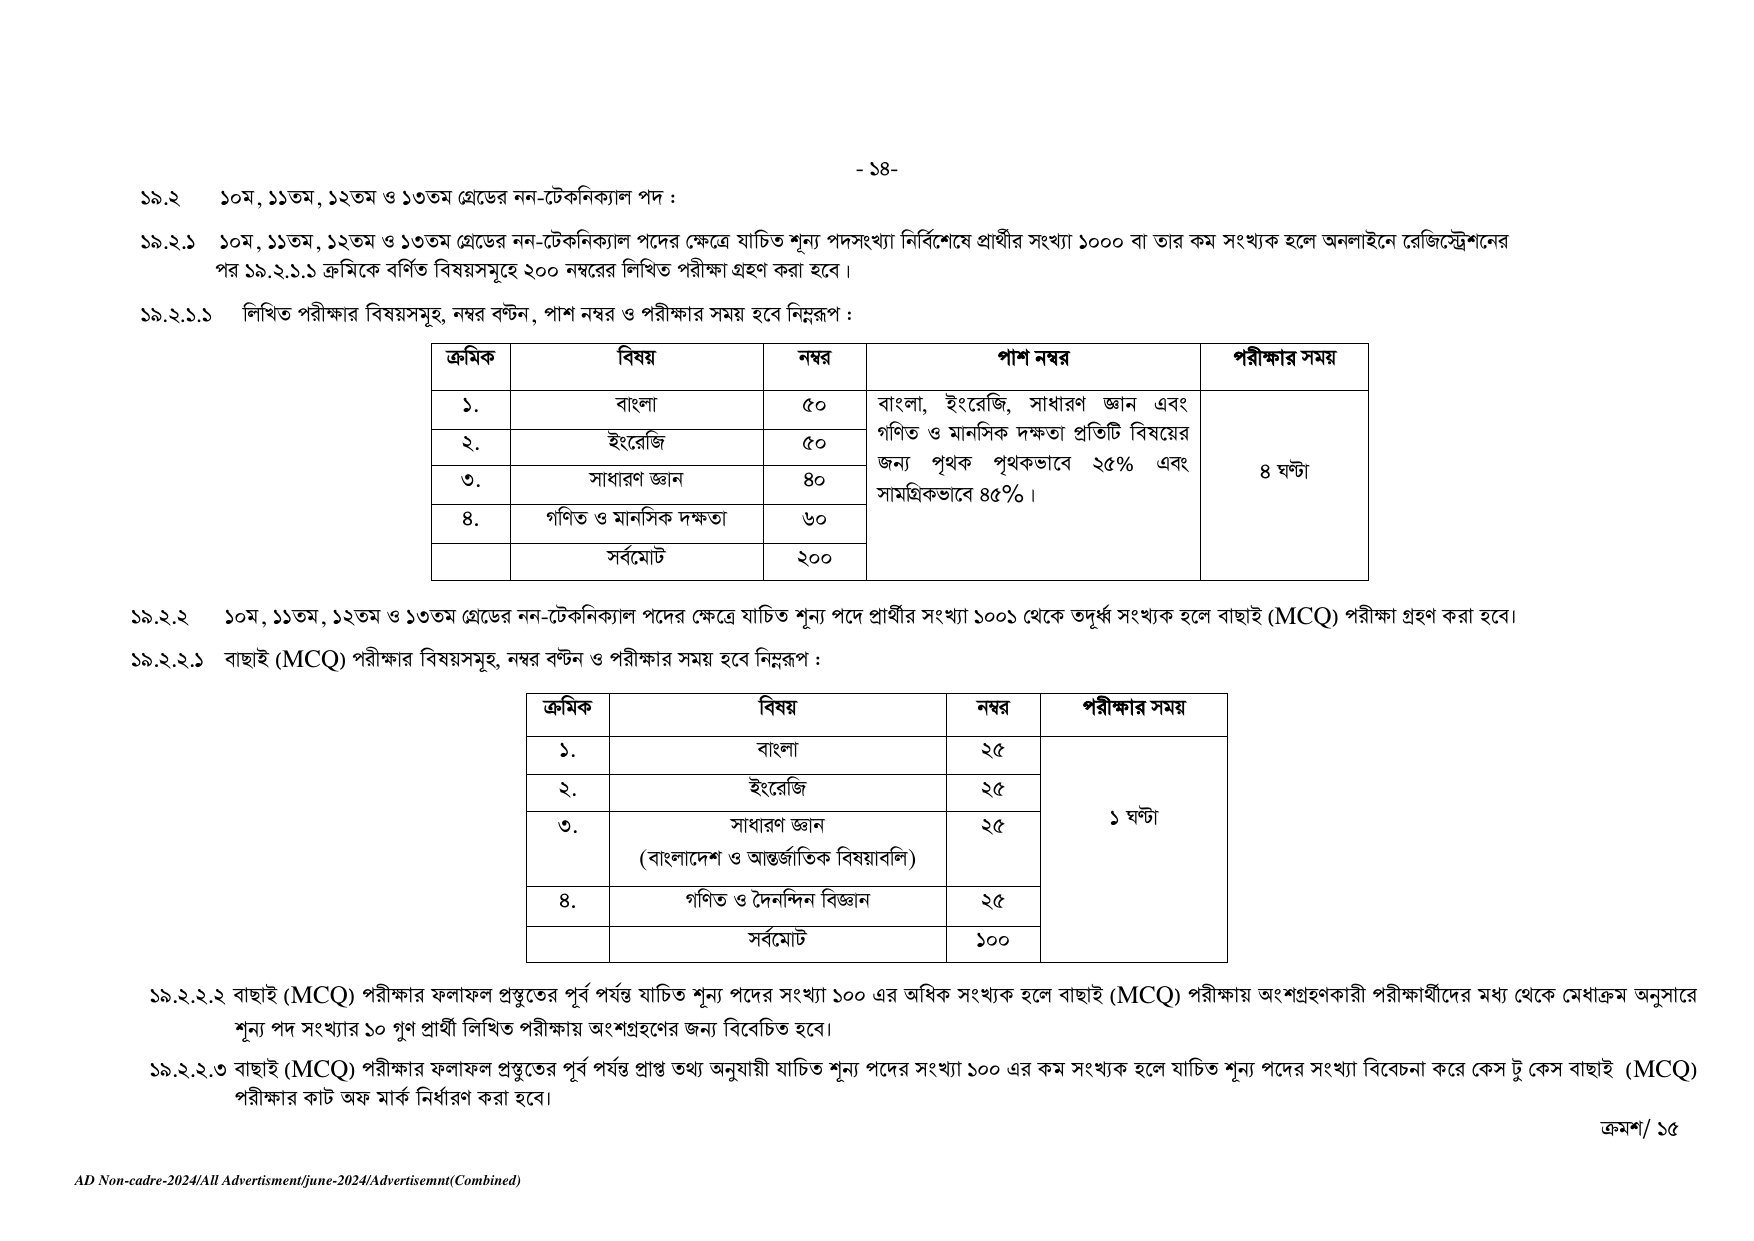 - ১৪-
১৯.২ ১০ম, ১১তম, ১২তম ও ১৩তম গ্রেডের নন-টেকনিক্যাল পদ :
১৯.২.১ ১০ম, ১১তম, ১২তম ও ১৩তম গ্রেডের নন-টেকনিক্যাল পদের ক্ষেত্রে যাচিত শূন্য পদসংখ্যা নির্বিশেষে প্রার্থীর সংখ্যা ১০০০ বা তার কম সংখ্যক হলে অনলাইনে রেজিস্ট্রেশনের
পর ১৯.২.১.১ ক্রমিকে বর্ণিত বিষয়সমূহে ২০০ নম্বরের লিখিত পরীক্ষা গ্রহণ করা হবে।
১৯.২.১.১ লিখিত পরীক্ষার বিষয়সমূহ, নম্বর বণ্টন, পাশ নম্বর ও পরীক্ষার সময় হবে নিম্নরূপ :
ক্রমিক বিষয় নম্বর পাশ নম্বর পরীক্ষার সময়
১. বাংলা ৫০ বাংলা, ইংরেজি, সাধারণ জ্ঞান এবং
গণিত ও মানসিক দক্ষতা প্রতিটি বিষয়ের
২. ইংরেজি ৫০
জন্য পৃথক পৃথকভাবে ২৫% এবং
৪ ঘণ্টা
৩. সাধারণ জ্ঞান ৪০
সামগ্রিকভাবে ৪৫%।
৪. গণিত ও মানসিক দক্ষতা ৬০
সর্বমোট ২০০
১৯.২.২ ১০ম, ১১তম, ১২তম ও ১৩তম গ্রেডের নন-টেকনিক্যাল পদের ক্ষেত্রে যাচিত শূন্য পদে প্রার্থীর সংখ্যা ১০০১ থেকে তদূর্ধ্ব সংখ্যক হলে বাছাই (MCQ) পরীক্ষা গ্রহণ করা হবে।
১৯.২.২.১ বাছাই (MCQ) পরীক্ষার বিষয়সমূহ, নম্বর বণ্টন ও পরীক্ষার সময় হবে নিম্নরূপ :
ক্রমিক বিষয় নম্বর পরীক্ষার সময়
১. বাংলা ২৫
২. ইংরেজি ২৫
১ ঘণ্টা
৩. সাধারণ জ্ঞান ২৫
(বাংলাদেশ ও আন্তর্জাতিক বিষয়াবলি)
৪. গণিত ও দৈনন্দিন বিজ্ঞান ২৫
সর্বমোট ১০০
১৯.২.২.২ বাছাই (MCQ) পরীক্ষার ফলাফল প্রস্তুতের পূর্ব পর্যন্ত যাচিত শূন্য পদের সংখ্যা ১০০ এর অধিক সংখ্যক হলে বাছাই (MCQ) পরীক্ষায় অংশগ্রহণকারী পরীক্ষার্থীদের মধ্য থেকে মেধাক্রম অনুসারে
শূন্য পদ সংখ্যার ১০ গুণ প্রার্থী লিখিত পরীক্ষায় অংশগ্রহণের জন্য বিবেচিত হবে।
১৯.২.২.৩ বাছাই (MCQ) পরীক্ষার ফলাফল প্রস্তুতের পূর্ব পর্যন্ত প্রাপ্ত তথ্য অনুযায়ী যাচিত শূন্য পদের সংখ্যা ১০০ এর কম সংখ্যক হলে যাচিত শূন্য পদের সংখ্যা বিবেচনা করে কেস টু কেস বাছাই (MCQ)
পরীক্ষার কাট অফ মার্ক নির্ধারণ করা হবে।
ক্রমশ/ ১৫
AD Non-cadre-2024/All Advertisment/june-2024/Advertisemnt(Combined)